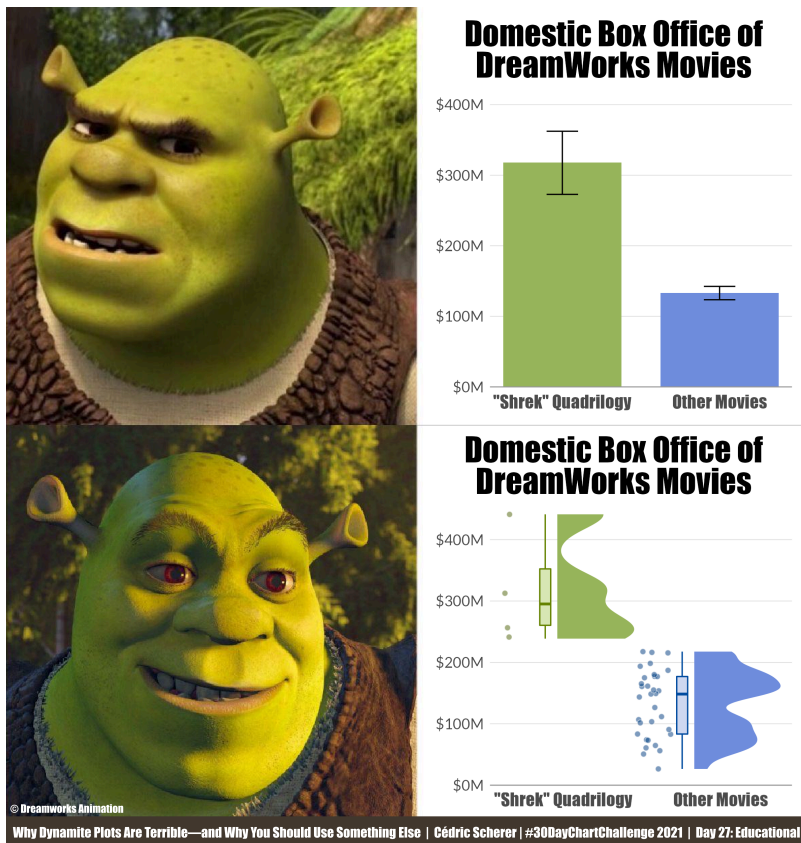 Domestic Box Office of
DreamWorks Movies
$400M
$300M
$200M
$100M
$0M
"Shrek" Quadrilogy
Other Movies
Domestic Box Office of
DreamWorks Movies
$400M
$300M
$200M
$100M
$0M
"Shrek" Quadrilogy
Other Movies
© Dreamworks Animation
Why Dynamite Plots Are Terrible—and Why You Should Use Something Else | Cédric Scherer | #30DayChartChallenge 2021 | Day 27: Educational